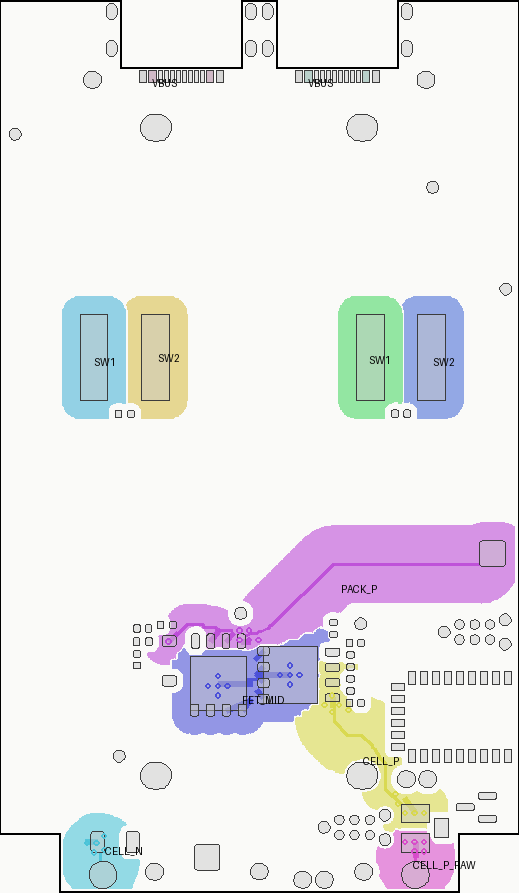 VBUS VBUS
SW1 SW2 SW1 SW2
PACK_P
FET_MID
CELL_P
CELL_N
CELL_P_RAW